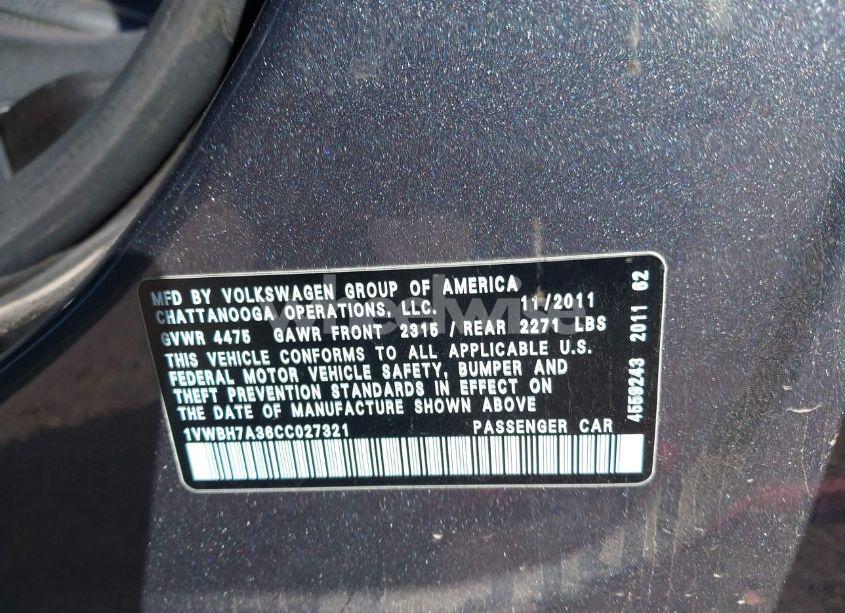 MFD BY VOLKSWAGEN GROUP OF AMERICA
CHATTANOOGA OPERATIONS, LLC. 11/2011
GVWR 4475 GAWR FRONT 2315 / REAR 2271 LBS
THIS VEHICLE CONFORMS TO ALL APPLICABLE U.S.
FEDERAL MOTOR VEHICLE SAFETY, BUMPER AND
THEFT PREVENTION STANDARDS IN EFFECT ON
THE DATE OF MANUFACTURE SHOWN ABOVE
1VWBH7A36CC027321 PASSENGER CAR
4559243 2011 62
wheelwise